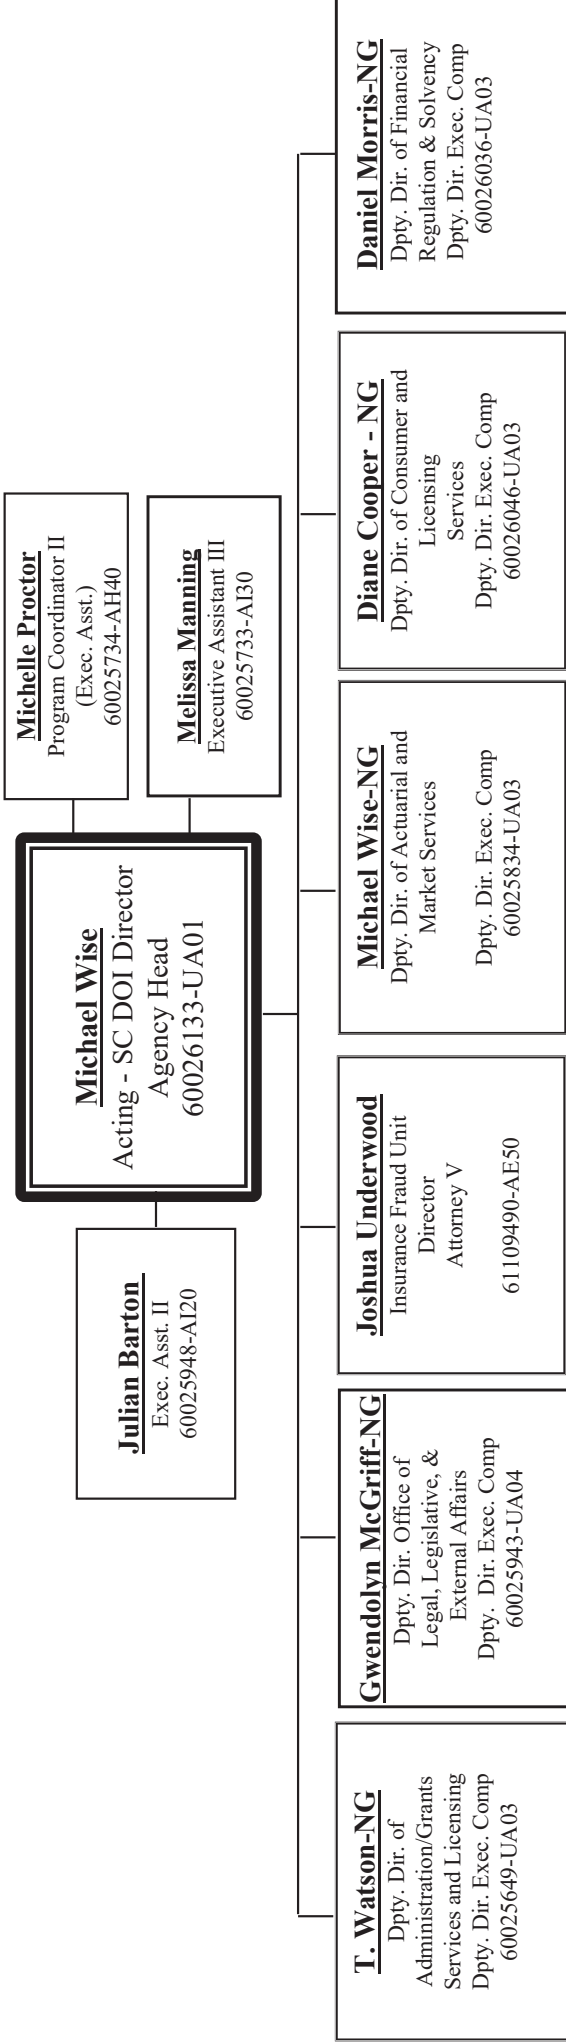 Michael Wise
Acting - SC DOI Director
Agency Head
60026133-UA01
Julian Barton
Exec. Asst. II
60025948-AI20
Michelle Proctor
Program Coordinator II
(Exec. Asst.)
60025734-AH40
Melissa Manning
Executive Assistant III
60025733-AI30
T. Watson-NG
Dpty. Dir. of
Administration/Grants
Services and Licensing
Dpty. Dir. Exec. Comp
60025649-UA03
Gwendolyn McGriff-NG
Dpty. Dir. Office of
Legal, Legislative, &
External Affairs
Dpty. Dir. Exec. Comp
60025943-UA04
Joshua Underwood
Insurance Fraud Unit
Director
Attorney V
61109490-AE50
Michael Wise-NG
Dpty. Dir. of Actuarial and
Market Services
Dpty. Dir. Exec. Comp
60025834-UA03
Diane Cooper - NG
Dpty. Dir. of Consumer and
Licensing
Services
Dpty. Dir. Exec. Comp
60026046-UA03
Daniel Morris-NG
Dpty. Dir. of Financial
Regulation & Solvency
Dpty. Dir. Exec. Comp
60026036-UA03